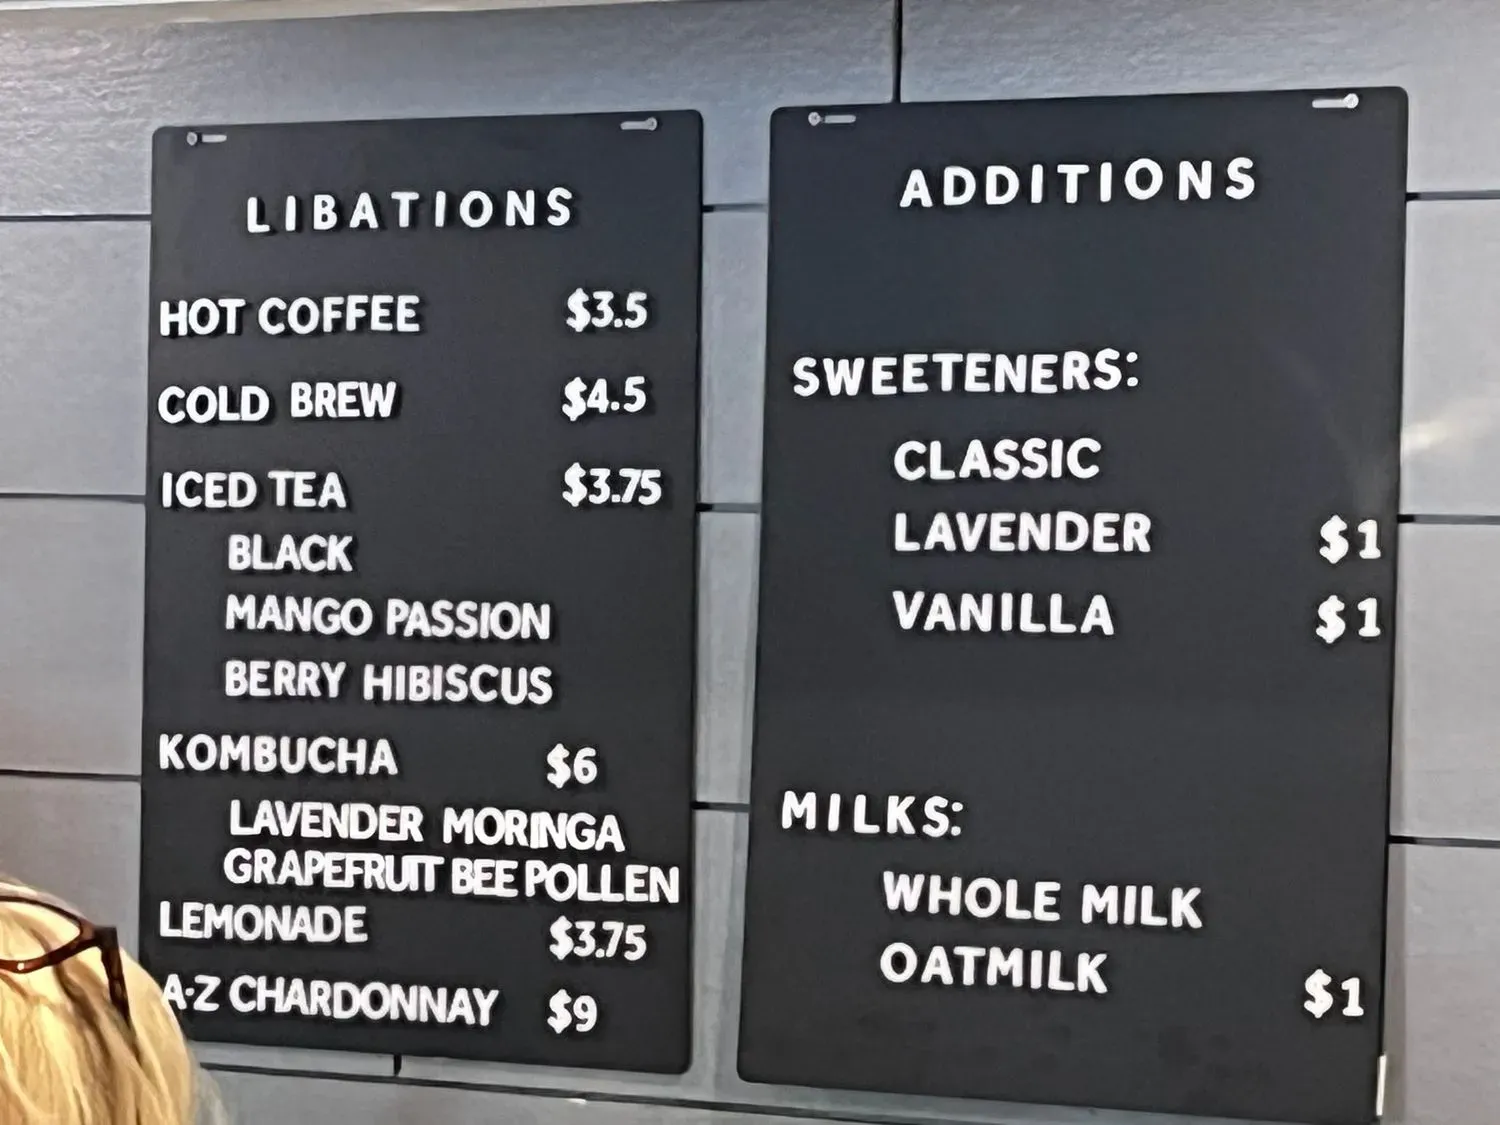 LIBATIONS
HOT COFFEE $3.5
COLD BREW $4.5
ICED TEA $3.75
BLACK
MANGO PASSION
BERRY HIBISCUS
KOMBUCHA $6
LAVENDER MORINGA
GRAPEFRUIT BEE POLLEN
LEMONADE $3.75
A-Z CHARDONNAY $9
ADDITIONS
SWEETENERS:
CLASSIC
LAVENDER $1
VANILLA $1
MILKS:
WHOLE MILK
OATMILK $1